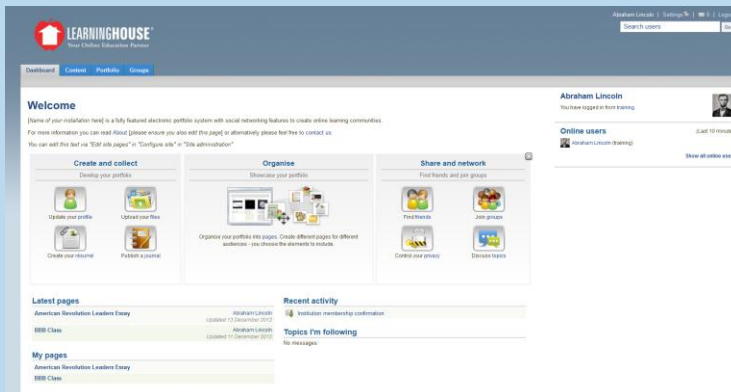 Abraham Lincoln | Settings | 0 | Logo
LEARNINGHOUSE
Your Online Education Partner
Search users
Dashboard Content Portfolio Groups
Welcome
[Name of your installation here] is a fully featured electronic portfolio system with social networking features to create online learning communities.
For more information you can read About [please ensure you also edit this page] or alternatively please feel free to contact us.
You can edit this text via "Edit site pages" in "Configure site" in "Site administration"
Create and collect
Develop your portfolio
Update your profile
Upload your files
Create your résumé
Publish a journal
Organise
Showcase your portfolio
Organise your portfolio into pages. Create different pages for different
audiences - you choose the elements to include.
Share and network
Find friends and join groups
Find friends
Join groups
Control your privacy
Discuss topics
Latest pages
American Revolution Leaders Essay
Abraham Lincoln
Updated 13 December 2012
BBB Class
Abraham Lincoln
Updated 11 December 2012
My pages
American Revolution Leaders Essay
BBB Class
Recent activity
Institution membership confirmation
Topics I'm following
No messages
Abraham Lincoln
You have logged in from training
Online users
(Last 10 minute
Abraham Lincoln (training)
Show all online use